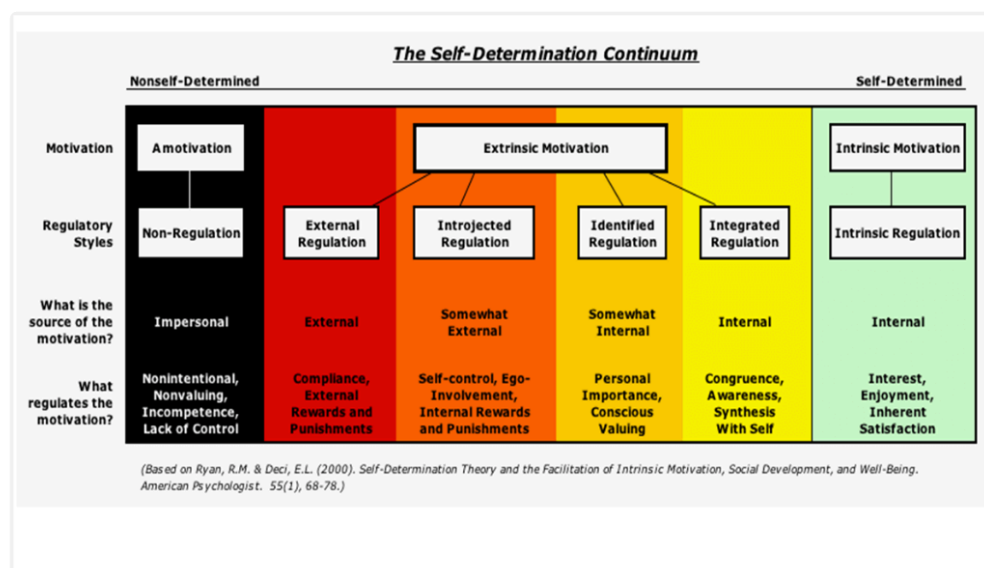 The Self-Determination Continuum
Nonself-Determined
Self-Determined
Motivation
Amotivation
Extrinsic Motivation
Intrinsic Motivation
Regulatory
Styles
Non-Regulation
External
Regulation
Introjected
Regulation
Identified
Regulation
Integrated
Regulation
Intrinsic Regulation
What is the
source of the
motivation?
Impersonal
External
Somewhat
External
Somewhat
Internal
Internal
Internal
What
regulates the
motivation?
Nonintentional,
Nonvaluing,
Incompetence,
Lack of Control
Compliance,
External
Rewards and
Punishments
Self-control, Ego-
Involvement,
Internal Rewards
and Punishments
Personal
Importance,
Conscious
Valuing
Congruence,
Awareness,
Synthesis
With Self
Interest,
Enjoyment,
Inherent
Satisfaction
(Based on Ryan, R.M. & Deci, E.L. (2000). Self-Determination Theory and the Facilitation of Intrinsic Motivation, Social Development, and Well-Being.
American Psychologist. 55(1), 68-78.)